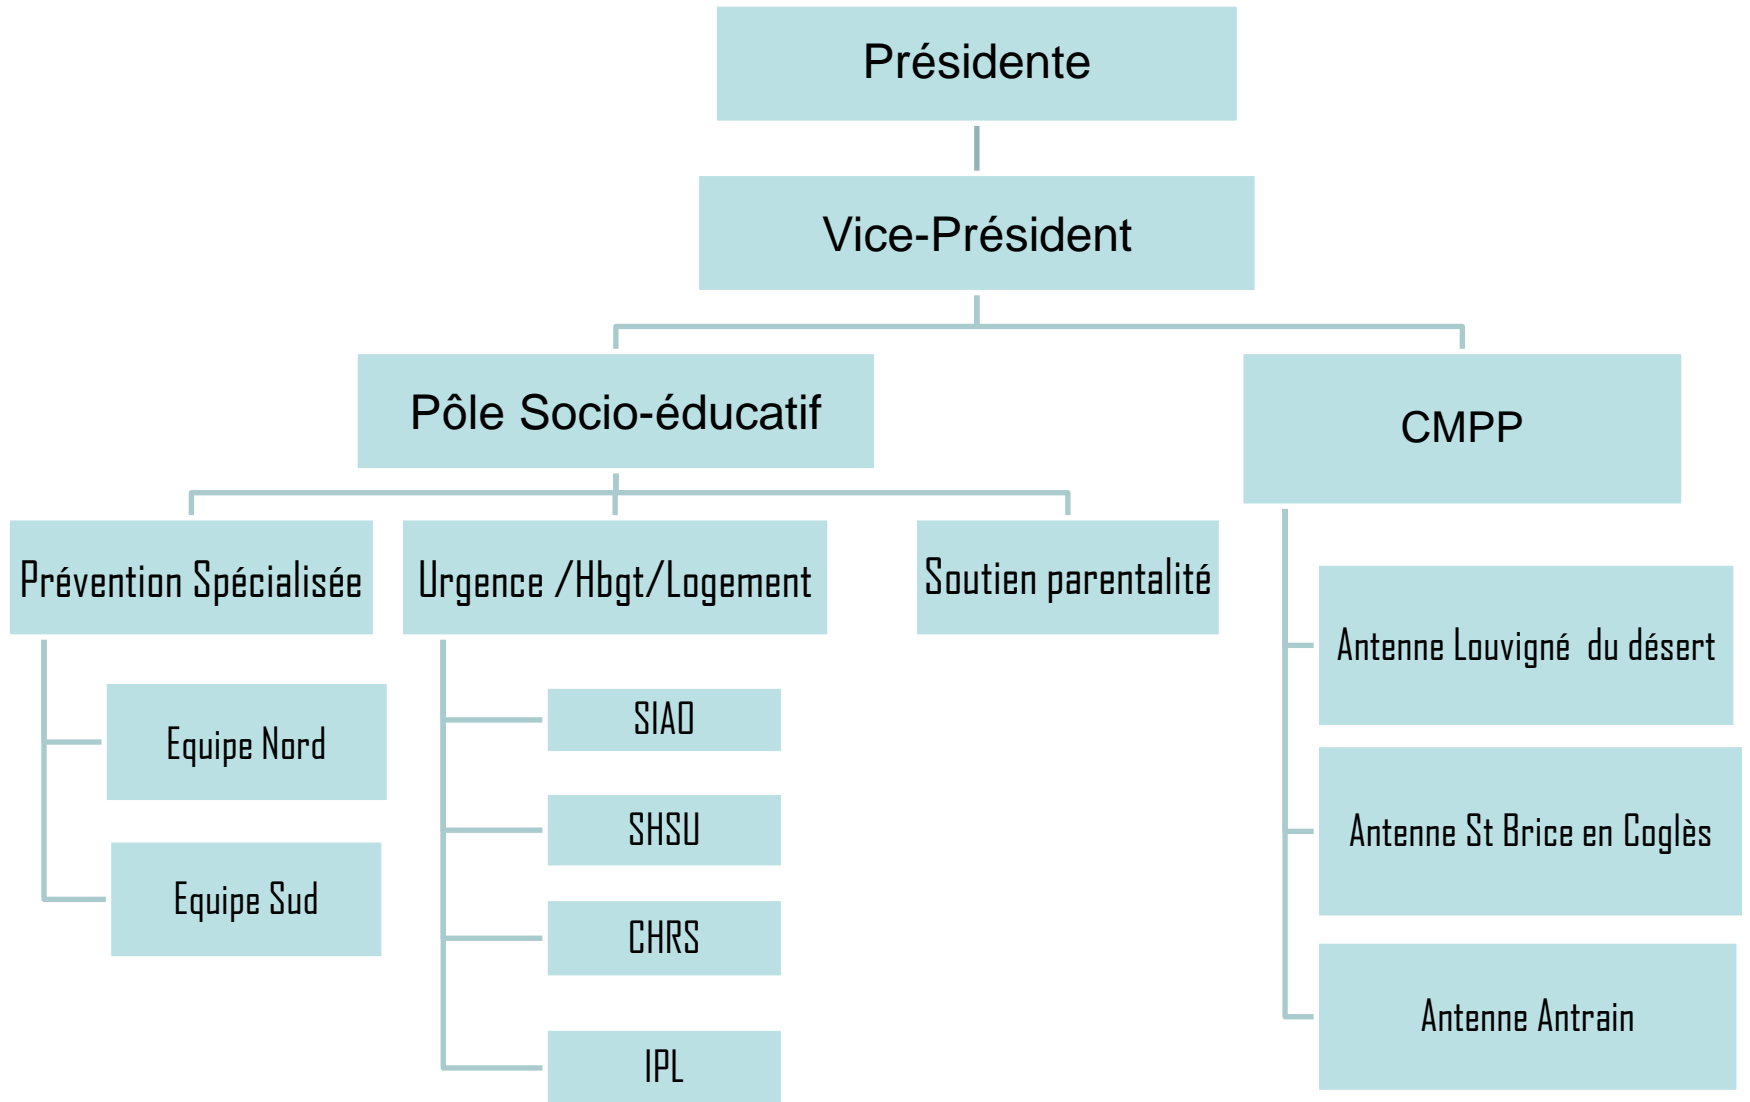 Présidente
Vice-Président
Pôle Socio-éducatif
CMPP
Prévention Spécialisée
Urgence /Hbgt/Logement
Soutien parentalité
Equipe Nord
Equipe Sud
SIAO
SHSU
CHRS
IPL
Antenne Louvigné du désert
Antenne St Brice en Coglès
Antenne Antrain